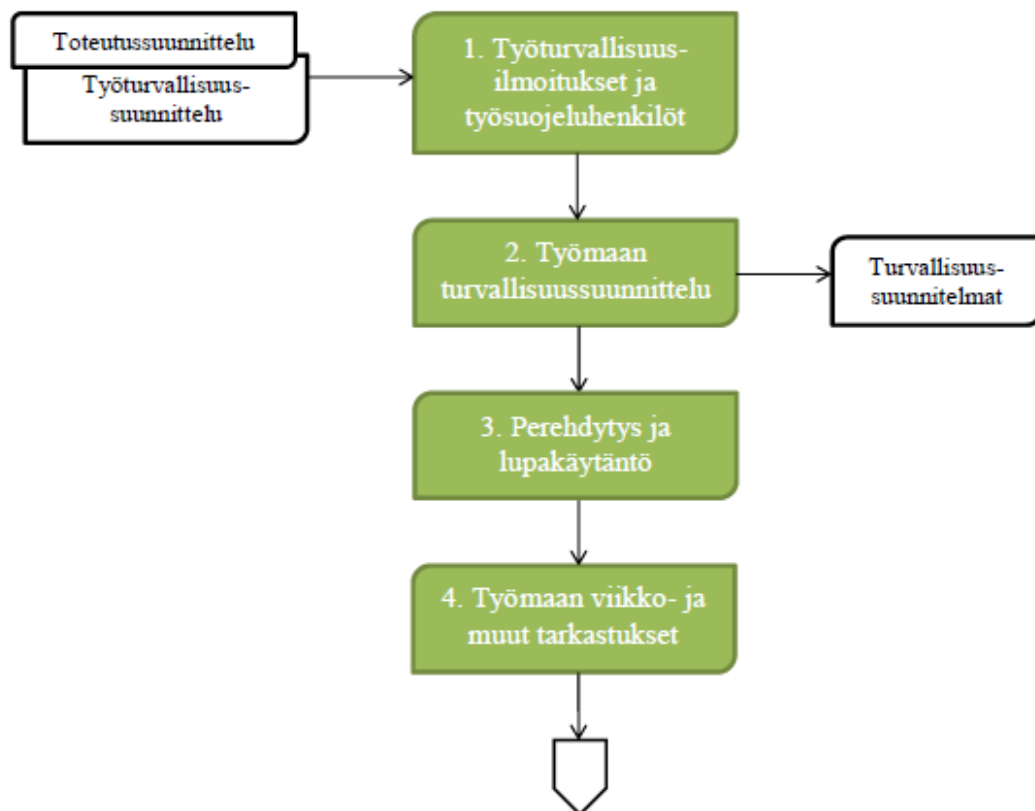 Toteutussuunnittelu
Työturvallisuus-
suunnittelu
1. Työturvallisuus-
ilmoitukset ja
työsuojeluhenkilöt
2. Työmaan
turvallisuussuunnittelu
Turvallisuus-
suunnitelmat
3. Perehdytys ja
lupakäytäntö
4. Työmaan viikko- ja
muut tarkastukset